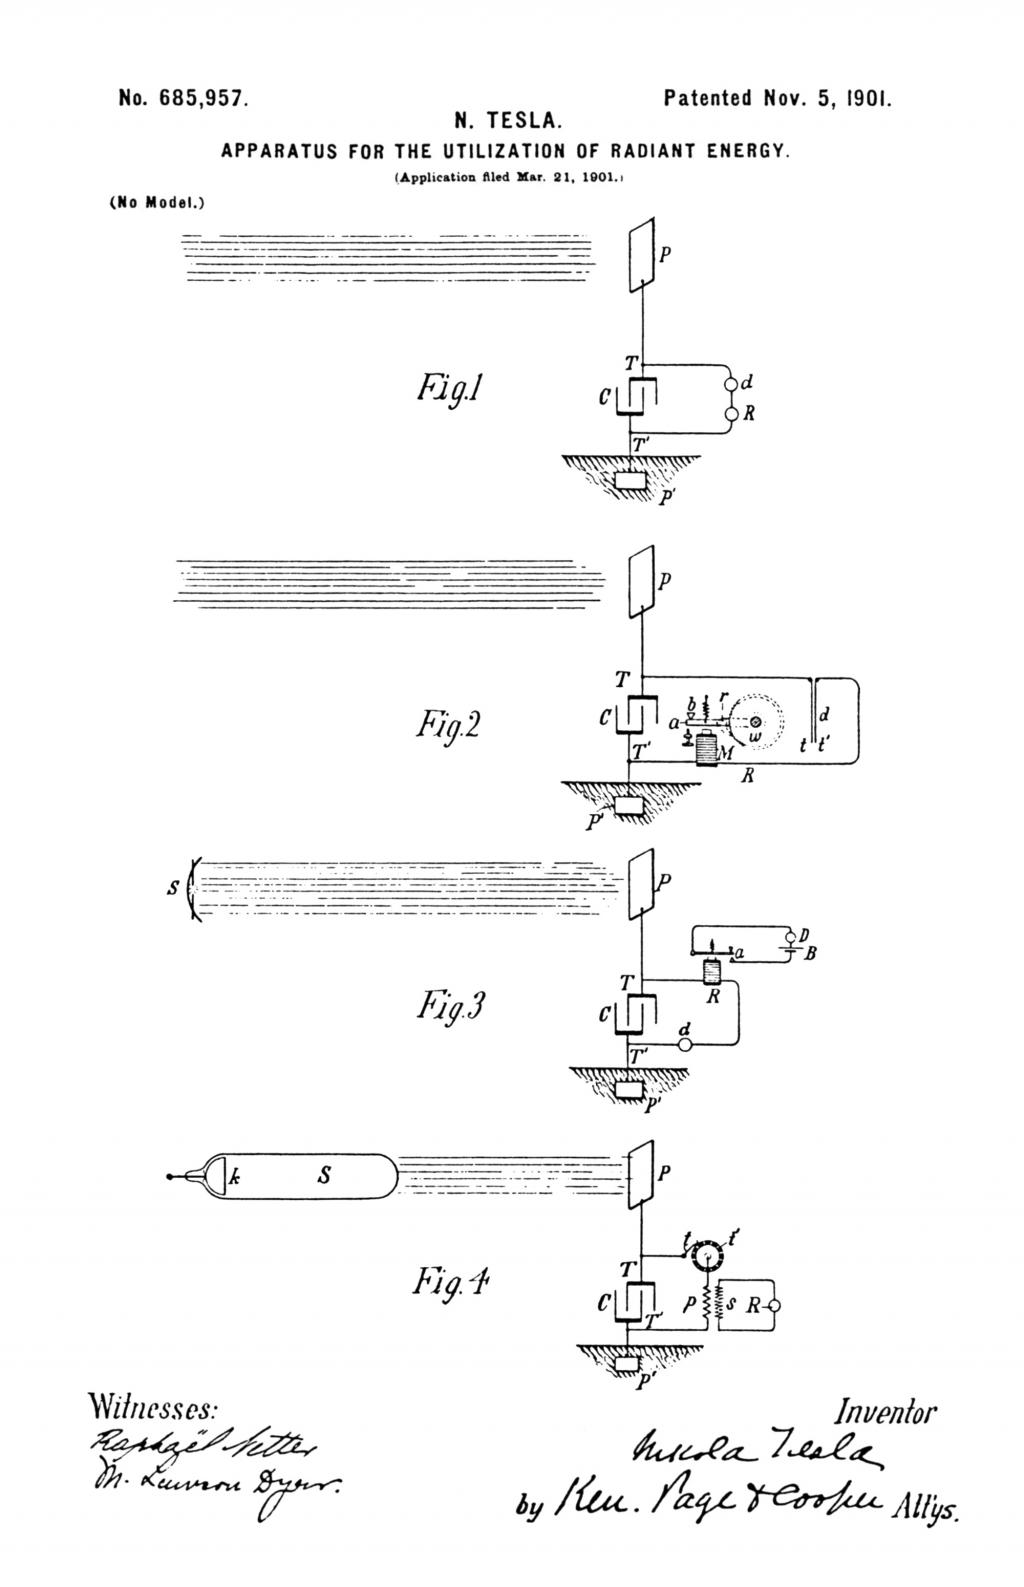 No. 685,957.
Patented Nov. 5, 1901.
N. TESLA.
APPARATUS FOR THE UTILIZATION OF RADIANT ENERGY.
(Application filed Mar. 21, 1901.)
(No Model.)
P
T
Fig.1
C
d
R
T'
P'
P
T
Fig.2
C
b
r
a
w
d
T'
M
t t'
R
P'
S
P
D
a
B
T
R
Fig.3
C
d
T'
P'
k
S
P
t
t'
T
Fig.4
C
T'
p
s
R
P'
Witnesses:
Raphaël Netter
M. Lawson Dyer.
Inventor
Nikola Tesla
by Kerr, Page & Cooper Att'ys.